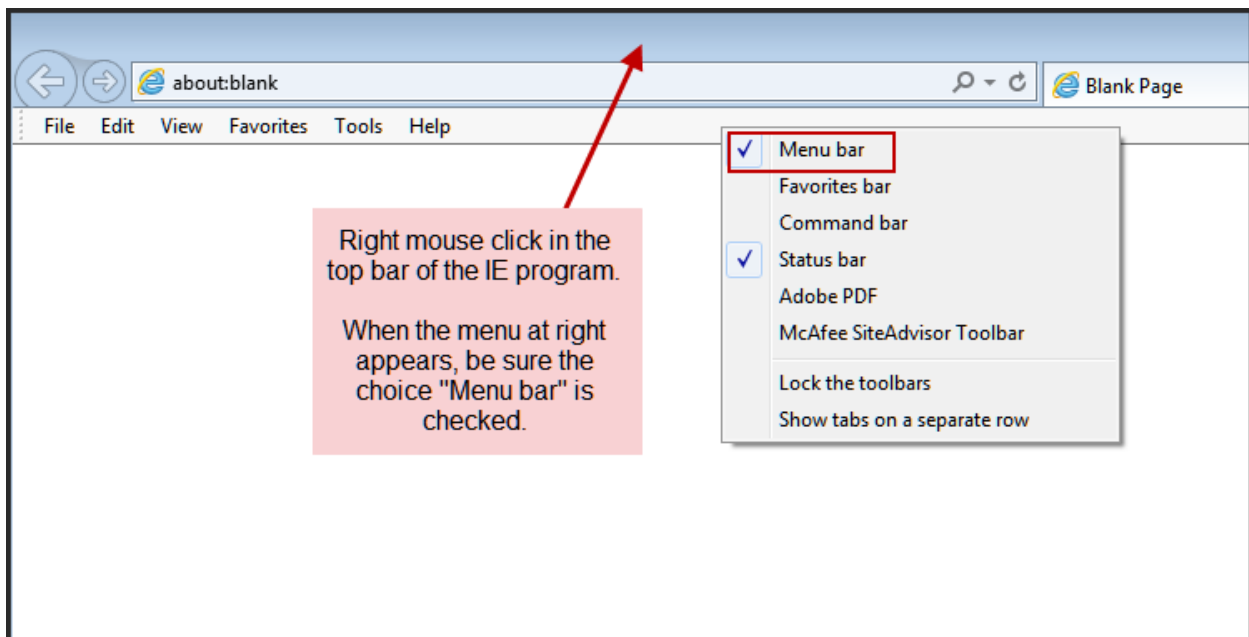 about:blank
Blank Page
File Edit View Favorites Tools Help
Menu bar
Favorites bar
Command bar
Status bar
Adobe PDF
McAfee SiteAdvisor Toolbar
Lock the toolbars
Show tabs on a separate row
Right mouse click in the
top bar of the IE program.
When the menu at right
appears, be sure the
choice "Menu bar" is
checked.